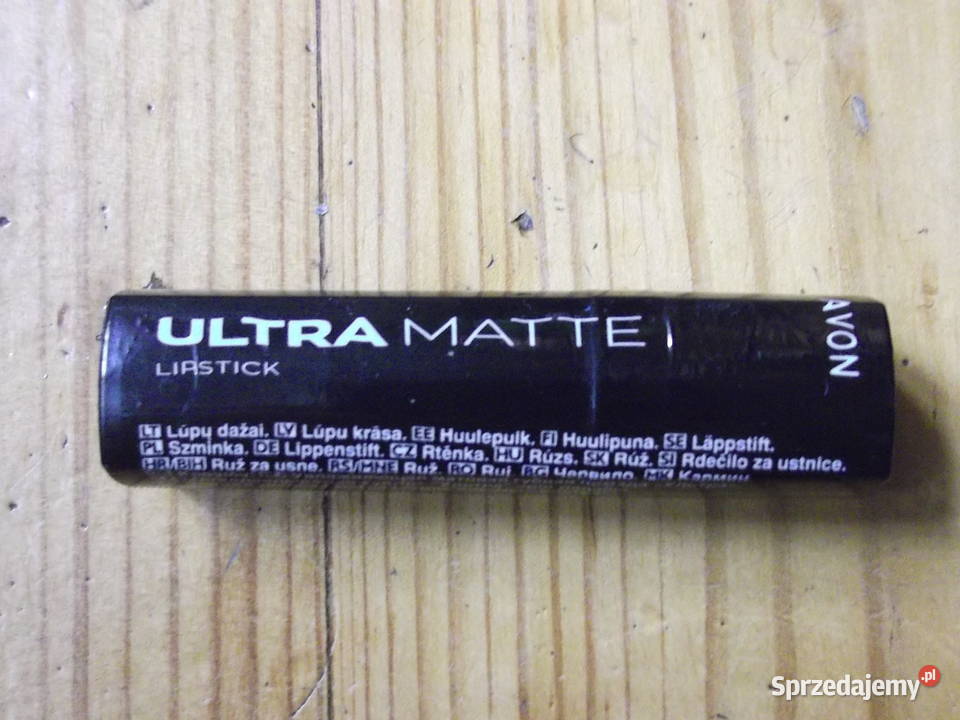 ULTRA MATTE
LIPSTICK
AVON
LT Lūpų dažai. LV Lūpu krāsa. EE Huulepulk. FI Huulipuna. SE Läppstift.
PL Szminka. DE Lippenstift. CZ Rtěnka. HU Rúzs. SK Rúž. SI Rdečilo za ustnice.
HR/BIH Ruž za usne. RS/MNE Ruž. RO Ruj. BG Червило. MK Кармин
Sprzedajemy.pl